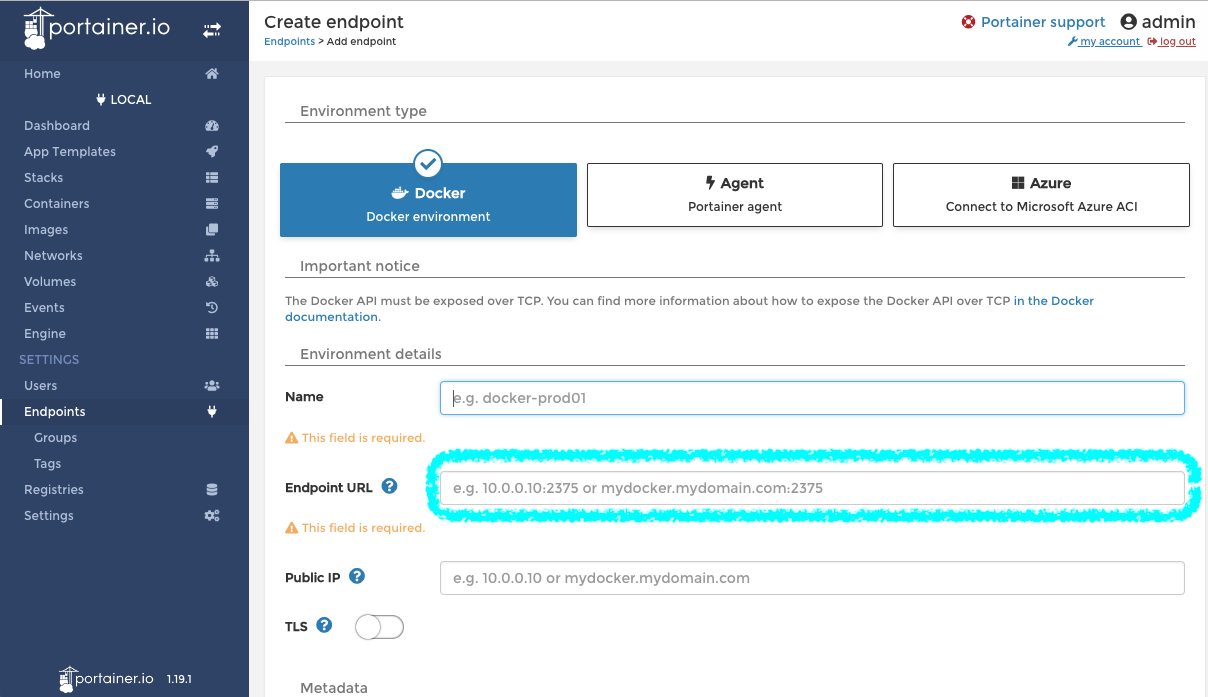 portainer.io
Home
LOCAL
Dashboard
App Templates
Stacks
Containers
Images
Networks
Volumes
Events
Engine
SETTINGS
Users
Endpoints
Groups
Tags
Registries
Settings
portainer.io 1.19.1
Create endpoint
Endpoints > Add endpoint
Portainer support admin
my account log out
Environment type
Docker
Docker environment
Agent
Portainer agent
Azure
Connect to Microsoft Azure ACI
Important notice
The Docker API must be exposed over TCP. You can find more information about how to expose the Docker API over TCP in the Docker
documentation.
Environment details
Name e.g. docker-prod01
This field is required.
Endpoint URL ? e.g. 10.0.0.10:2375 or mydocker.mydomain.com:2375
This field is required.
Public IP ? e.g. 10.0.0.10 or mydocker.mydomain.com
TLS ?
Metadata